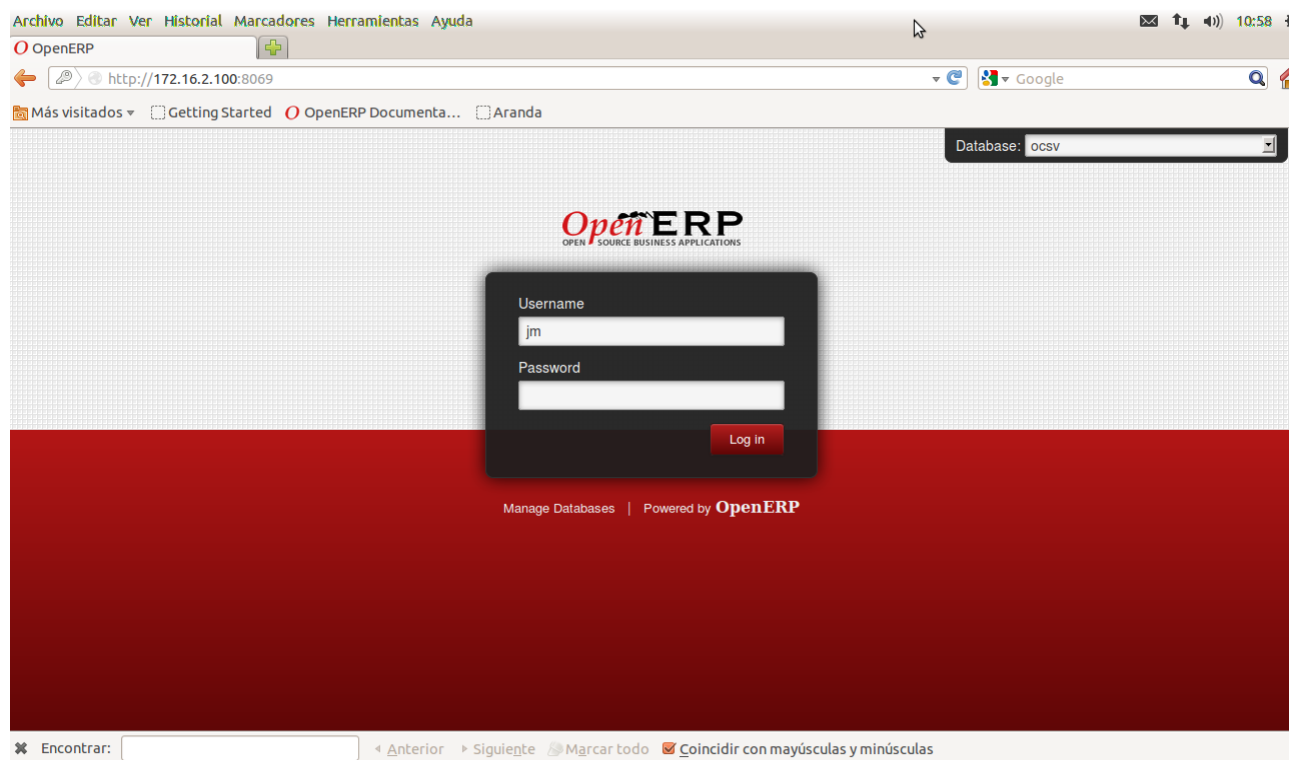 Archivo Editar Ver Historial Marcadores Herramientas Ayuda 10:58
OpenERP
http://172.16.2.100:8069 Google
Más visitados Getting Started OpenERP Documenta... Aranda
Database: ocsv
Open ERP
OPEN SOURCE BUSINESS APPLICATIONS
Username
jm
Password
Log in
Manage Databases | Powered by OpenERP
Encontrar: Anterior Siguiente Marcar todo Coincidir con mayúsculas y minúsculas